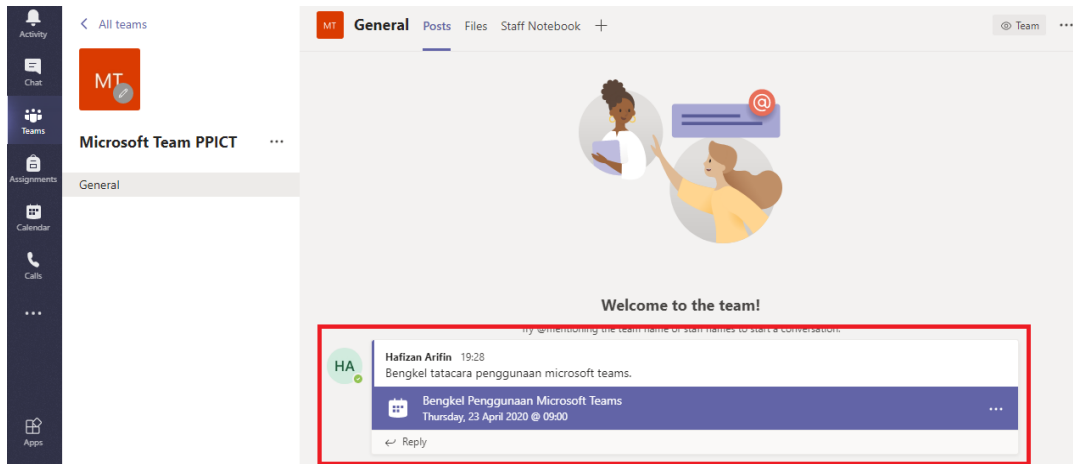 Activity
Chat
Teams
Assignments
Calendar
Calls
Apps
All teams
MT
Microsoft Team PPICT
General
MT General Posts Files Staff Notebook
Team
@
Welcome to the team!
Try @mentioning the team name or staff names to start a conversation.
HA
Hafizan Arifin 19:28
Bengkel tatacara penggunaan microsoft teams.
Bengkel Penggunaan Microsoft Teams
Thursday, 23 April 2020 @ 09:00
Reply